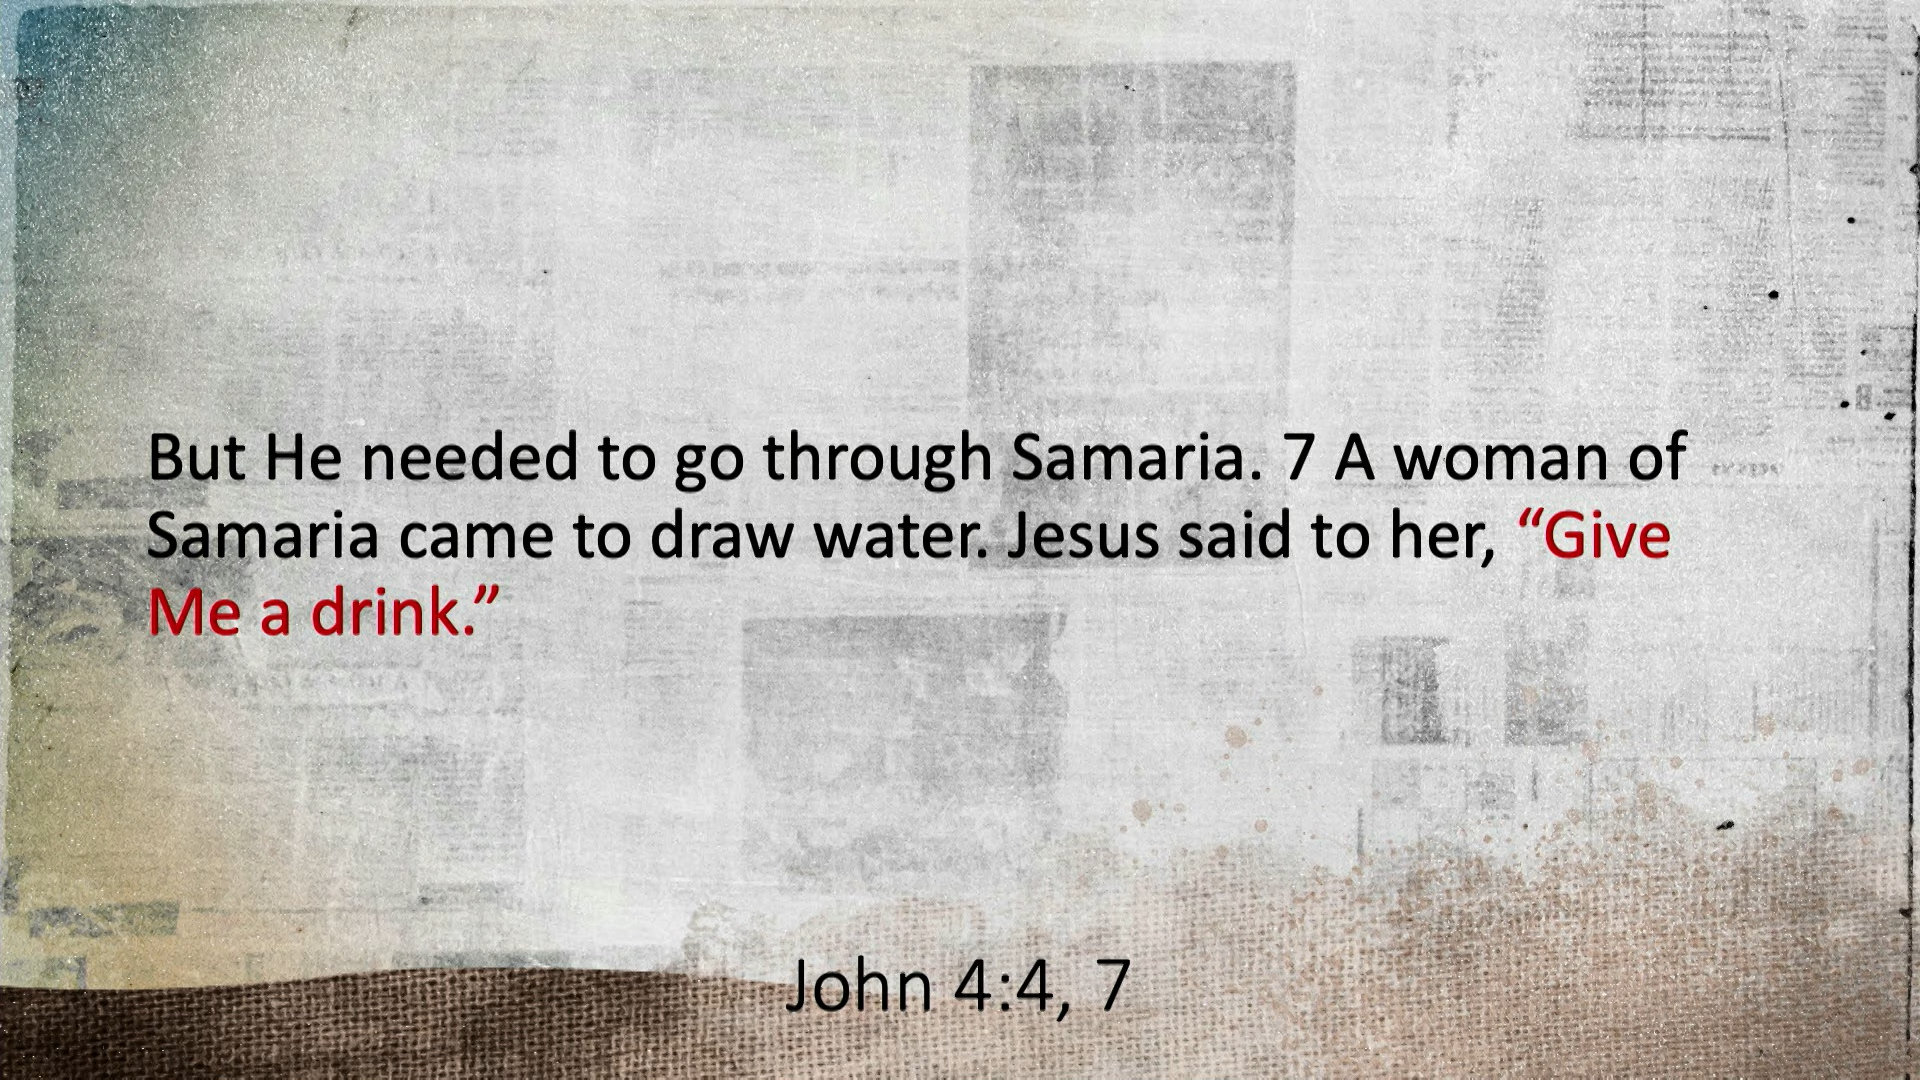 But He needed to go through Samaria. 7 A woman of
Samaria came to draw water. Jesus said to her, “Give
Me a drink.”
John 4:4, 7